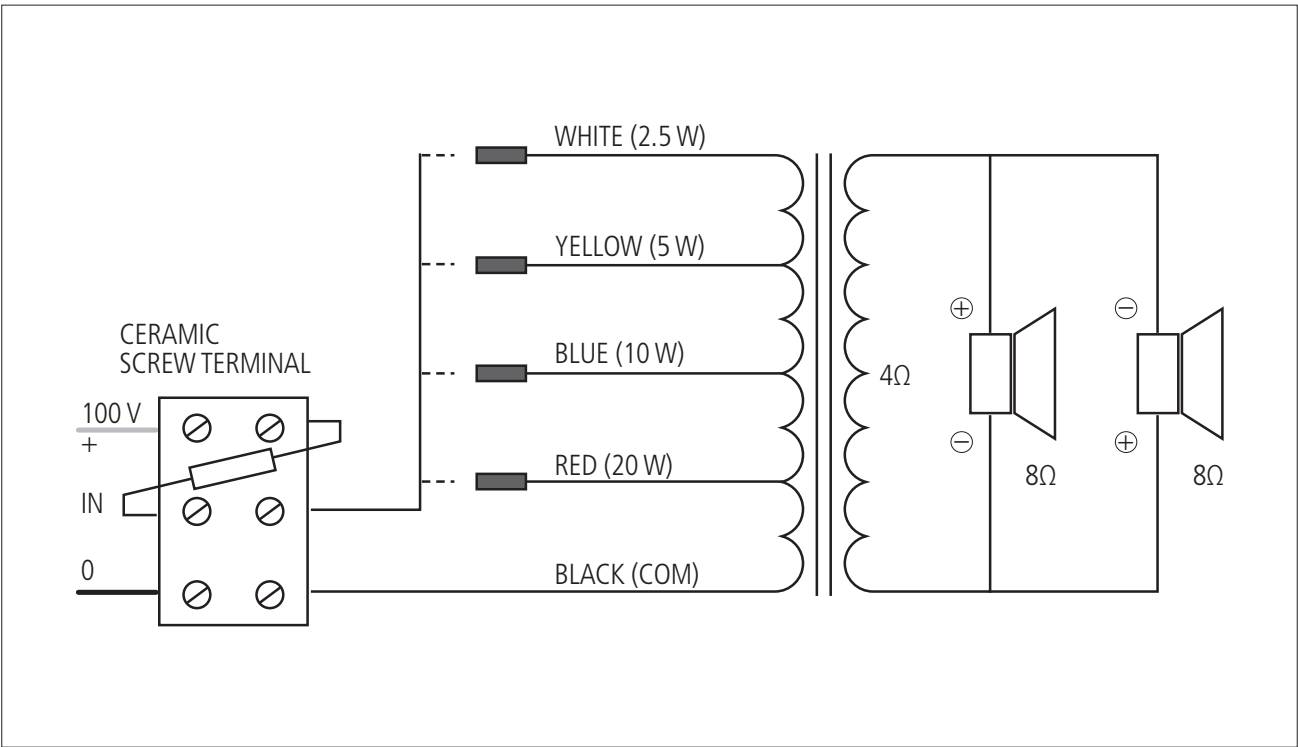 WHITE (2.5 W)
YELLOW (5 W)
CERAMIC
SCREW TERMINAL
BLUE (10 W)
4Ω
100 V
+
IN
RED (20 W)
8Ω
8Ω
0
BLACK (COM)
+
−
−
+